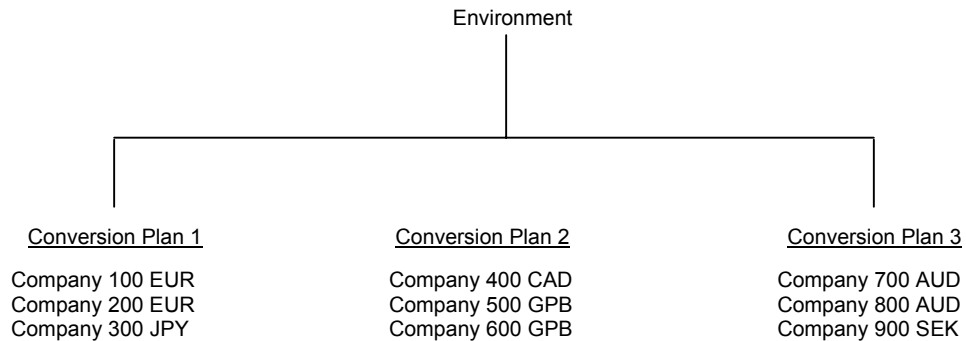 Environment
Conversion Plan 1
Company 100 EUR
Company 200 EUR
Company 300 JPY
Conversion Plan 2
Company 400 CAD
Company 500 GPB
Company 600 GPB
Conversion Plan 3
Company 700 AUD
Company 800 AUD
Company 900 SEK